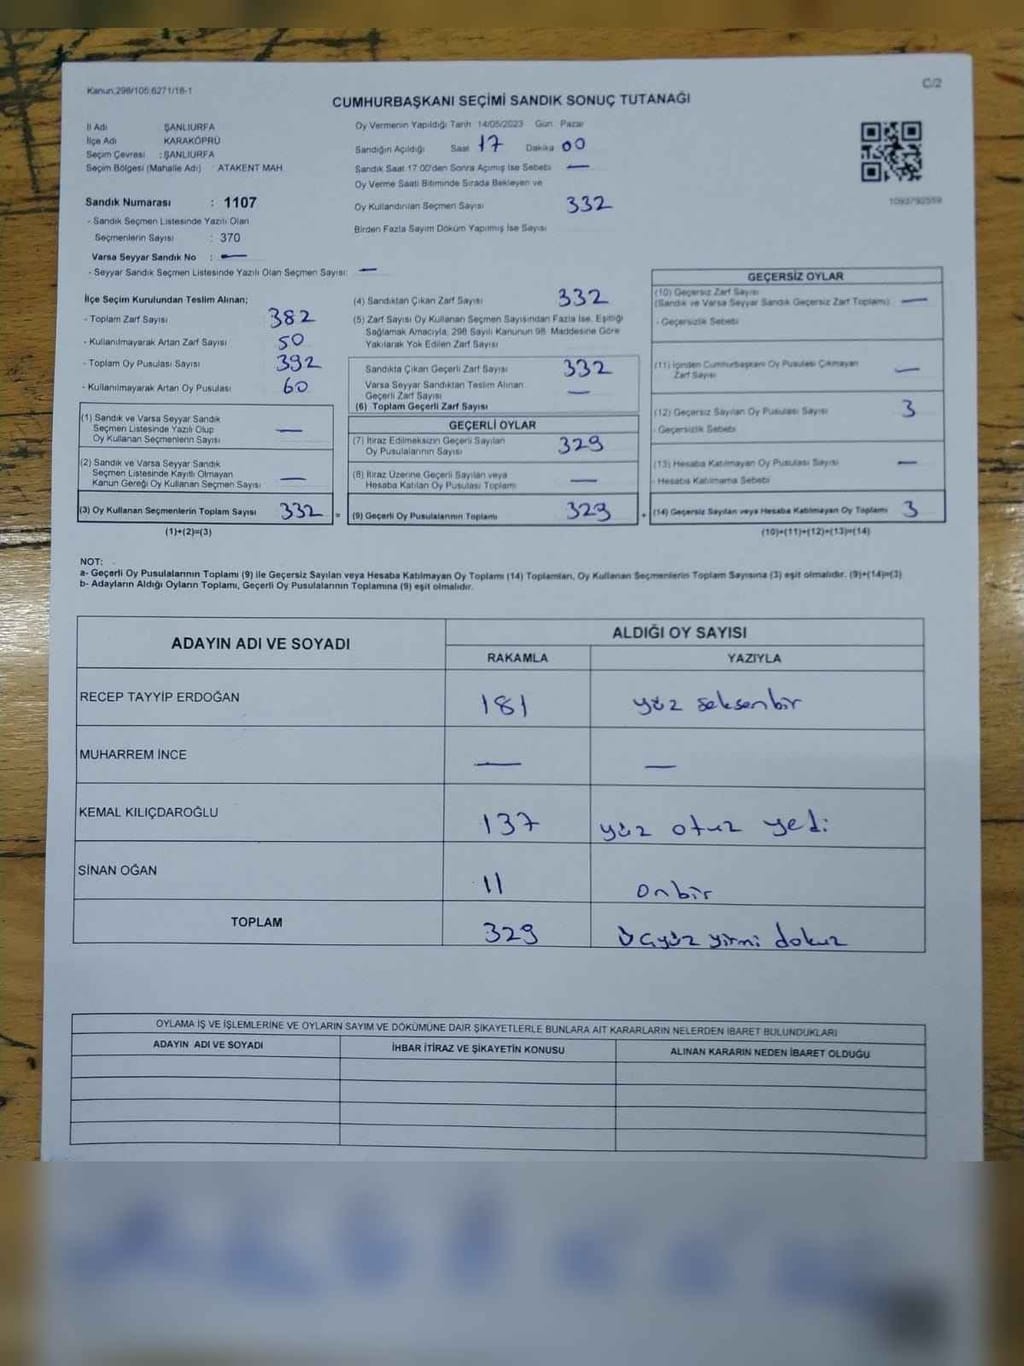 Kanun:298/105;6271/18-1
C/2
CUMHURBAŞKANI SEÇİMİ SANDIK SONUÇ TUTANAĞI
İl Adı ŞANLIURFA
İlçe Adı KARAKÖPRÜ
Seçim Çevresi : ŞANLIURFA
Seçim Bölgesi (Mahalle Adı) : ATAKENT MAH
Oy Vermenin Yapıldığı Tarih 14/05/2023 Gün Pazar
Sandığın Açıldığı Saat 17 Dakika 00
Sandık Saat 17:00'den Sonra Açımış İse Sebebi —
Oy Verme Saati Bitiminde Sırada Bekleyen ve
Oy Kullandırılan Seçmen Sayısı 332
Birden Fazla Sayım Döküm Yapılmış İse Sayısı
1093792559
Sandık Numarası : 1107
- Sandık Seçmen Listesinde Yazılı Olan
Seçmenlerin Sayısı : 370
Varsa Seyyar Sandık No : —
- Seyyar Sandık Seçmen Listesinde Yazılı Olan Seçmen Sayısı: —
İlçe Seçim Kurulundan Teslim Alınan;
- Toplam Zarf Sayısı 382
- Kullanılmayarak Artan Zarf Sayısı 50
- Toplam Oy Pusulası Sayısı 392
- Kullanılmayarak Artan Oy Pusulası 60
(1) Sandık ve Varsa Seyyar Sandık
Seçmen Listesinde Yazılı Olup
Oy Kullanan Seçmenlerin Sayısı —
(2) Sandık ve Varsa Seyyar Sandık
Seçmen Listesinde Kayıtlı Olmayan
Kanun Gereği Oy Kullanan Seçmen Sayısı —
(3) Oy Kullanan Seçmenlerin Toplam Sayısı 332 =
(1)+(2)=(3)
(4) Sandıktan Çıkan Zarf Sayısı 332
(5) Zarf Sayısı Oy Kullanan Seçmen Sayısından Fazla İse, Eşitliği
Sağlamak Amacıyla, 298 Sayılı Kanunun 98. Maddesine Göre
Yakılarak Yok Edilen Zarf Sayısı
Sandıkta Çıkan Geçerli Zarf Sayısı 332
Varsa Seyyar Sandıktan Teslim Alınan
Geçerli Zarf Sayısı —
(6) Toplam Geçerli Zarf Sayısı
GEÇERLİ OYLAR
(7) İtiraz Edilmeksizin Geçerli Sayılan
Oy Pusulalarının Sayısı 329
(8) İtiraz Üzerine Geçerli Sayılan veya
Hesaba Katılan Oy Pusulası Toplamı —
(9) Geçerli Oy Pusulalarının Toplamı 329 +
GEÇERSİZ OYLAR
(10) Geçersiz Zarf Sayısı
(Sandık ve Varsa Seyyar Sandık Geçersiz Zarf Toplamı) —
- Geçersizlik Sebebi
(11) İçinden Cumhurbaşkanı Oy Pusulası Çıkmayan
Zarf Sayısı —
(12) Geçersiz Sayılan Oy Pusulası Sayısı 3
- Geçersizlik Sebebi
(13) Hesaba Katılmayan Oy Pusulası Sayısı —
- Hesaba Katılmama Sebebi
(14) Geçersiz Sayılan veya Hesaba Katılmayan Oy Toplamı 3
(10)+(11)+(12)+(13)=(14)
NOT:
a- Geçerli Oy Pusulalarının Toplamı (9) ile Geçersiz Sayılan veya Hesaba Katılmayan Oy Toplamı (14) Toplamları, Oy Kullanan Seçmenlerin Toplam Sayısına (3) eşit olmalıdır. (9)+(14)=(3)
b- Adayların Aldığı Oyların Toplamı, Geçerli Oy Pusulalarının Toplamına (9) eşit olmalıdır.
ADAYIN ADI VE SOYADI ALDIĞI OY SAYISI
RAKAMLA YAZIYLA
RECEP TAYYİP ERDOĞAN 181 yüz seksenbir
MUHARREM İNCE — —
KEMAL KILIÇDAROĞLU 137 yüz otuz yedi
SİNAN OĞAN 11 onbir
TOPLAM 329 üçyüz yirmi dokuz
OYLAMA İŞ VE İŞLEMLERİNE VE OYLARIN SAYIM VE DÖKÜMÜNE DAİR ŞİKAYETLERLE BUNLARA AİT KARARLARIN NELERDEN İBARET BULUNDUKLARI
ADAYIN ADI VE SOYADI İHBAR İTİRAZ VE ŞİKAYETİN KONUSU ALINAN KARARIN NEDEN İBARET OLDUĞU